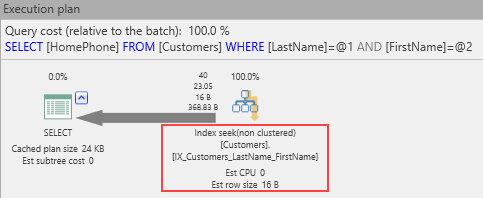 Execution plan
Query cost (relative to the batch): 100.0 %
SELECT [HomePhone] FROM [Customers] WHERE [LastName]=@1 AND [FirstName]=@2
0.0%
SELECT
Cached plan size 24 KB
Est subtree cost 0
40
23.05
16 B
368.83 B
100.0%
Index seek(non clustered)
[Customers].
[IX_Customers_LastName_FirstName]
Est CPU 0
Est row size 16 B